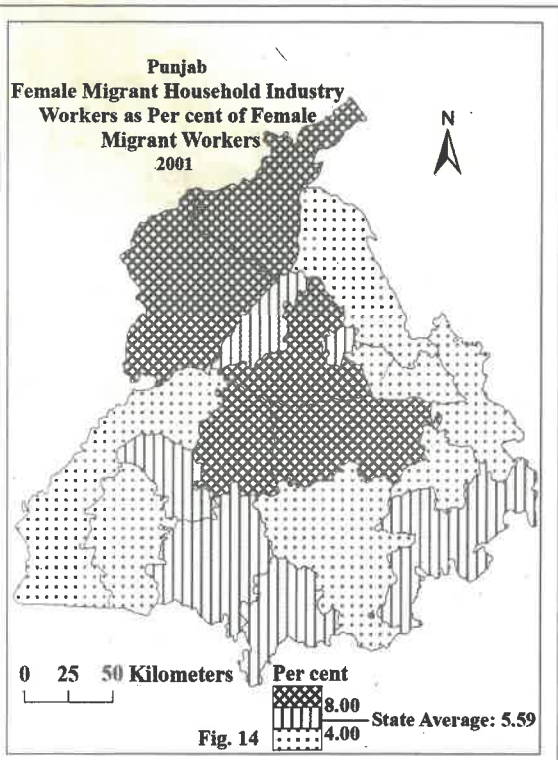 Punjab
Female Migrant Household Industry
Workers as Per cent of Female
Migrant Workers
2001
N
0 25 50 Kilometers
Per cent
8.00
State Average: 5.59
4.00
Fig. 14